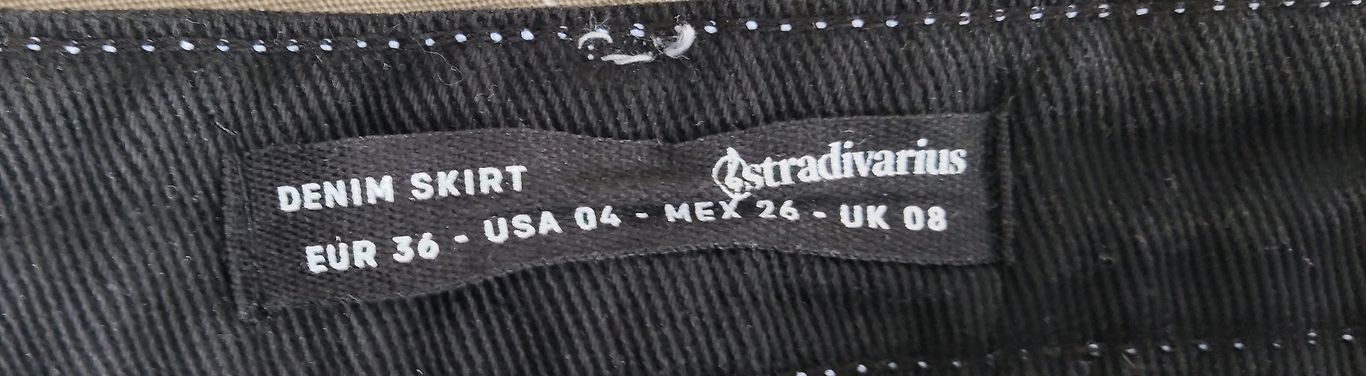 DENIM SKIRT stradivarius
EUR 36 - USA 04 - MEX 26 - UK 08